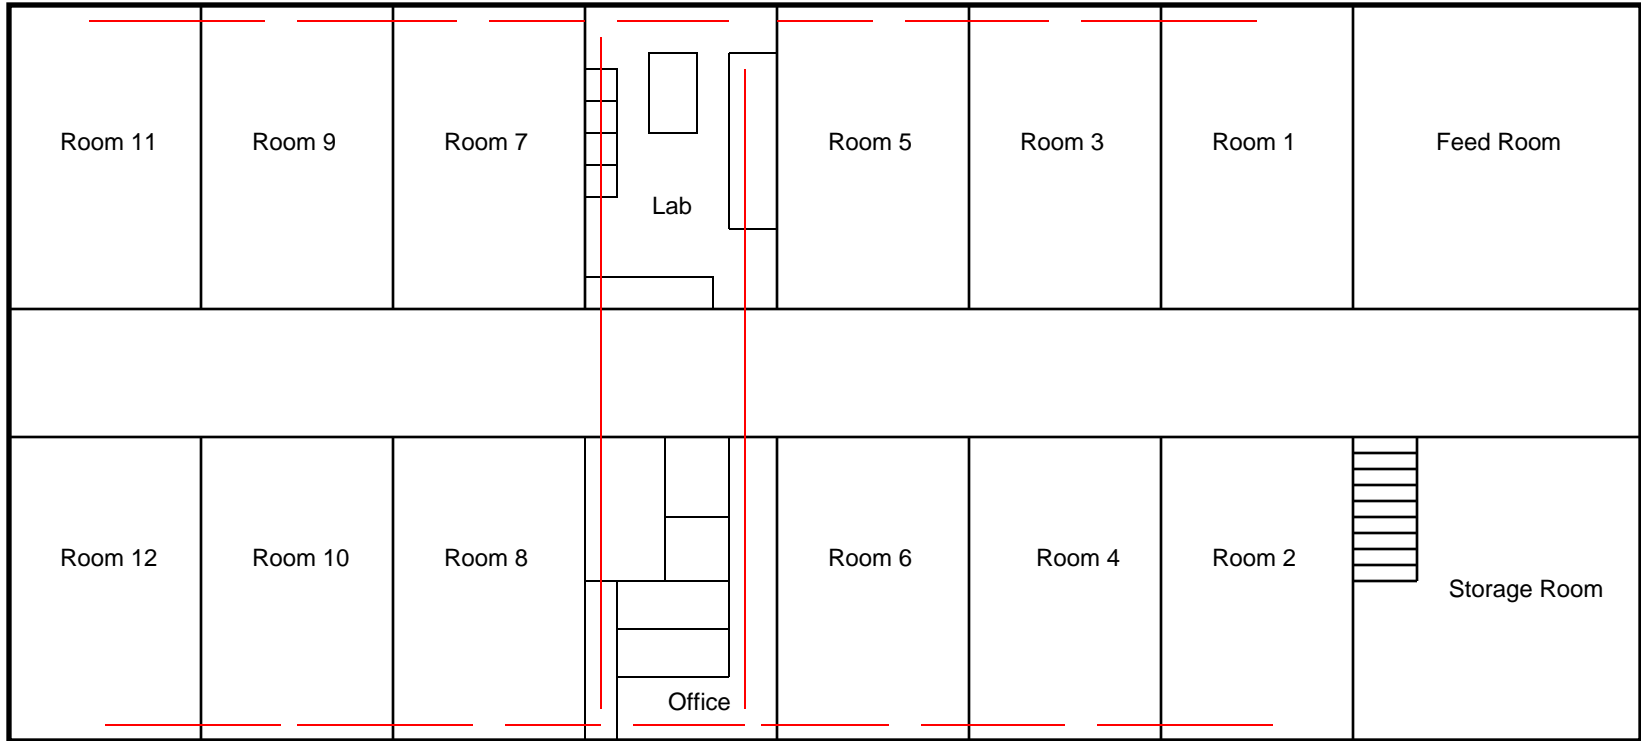 Room 11
Room 9
Room 7
Lab
Room 5
Room 3
Room 1
Feed Room
Room 12
Room 10
Room 8
Office
Room 6
Room 4
Room 2
Storage Room